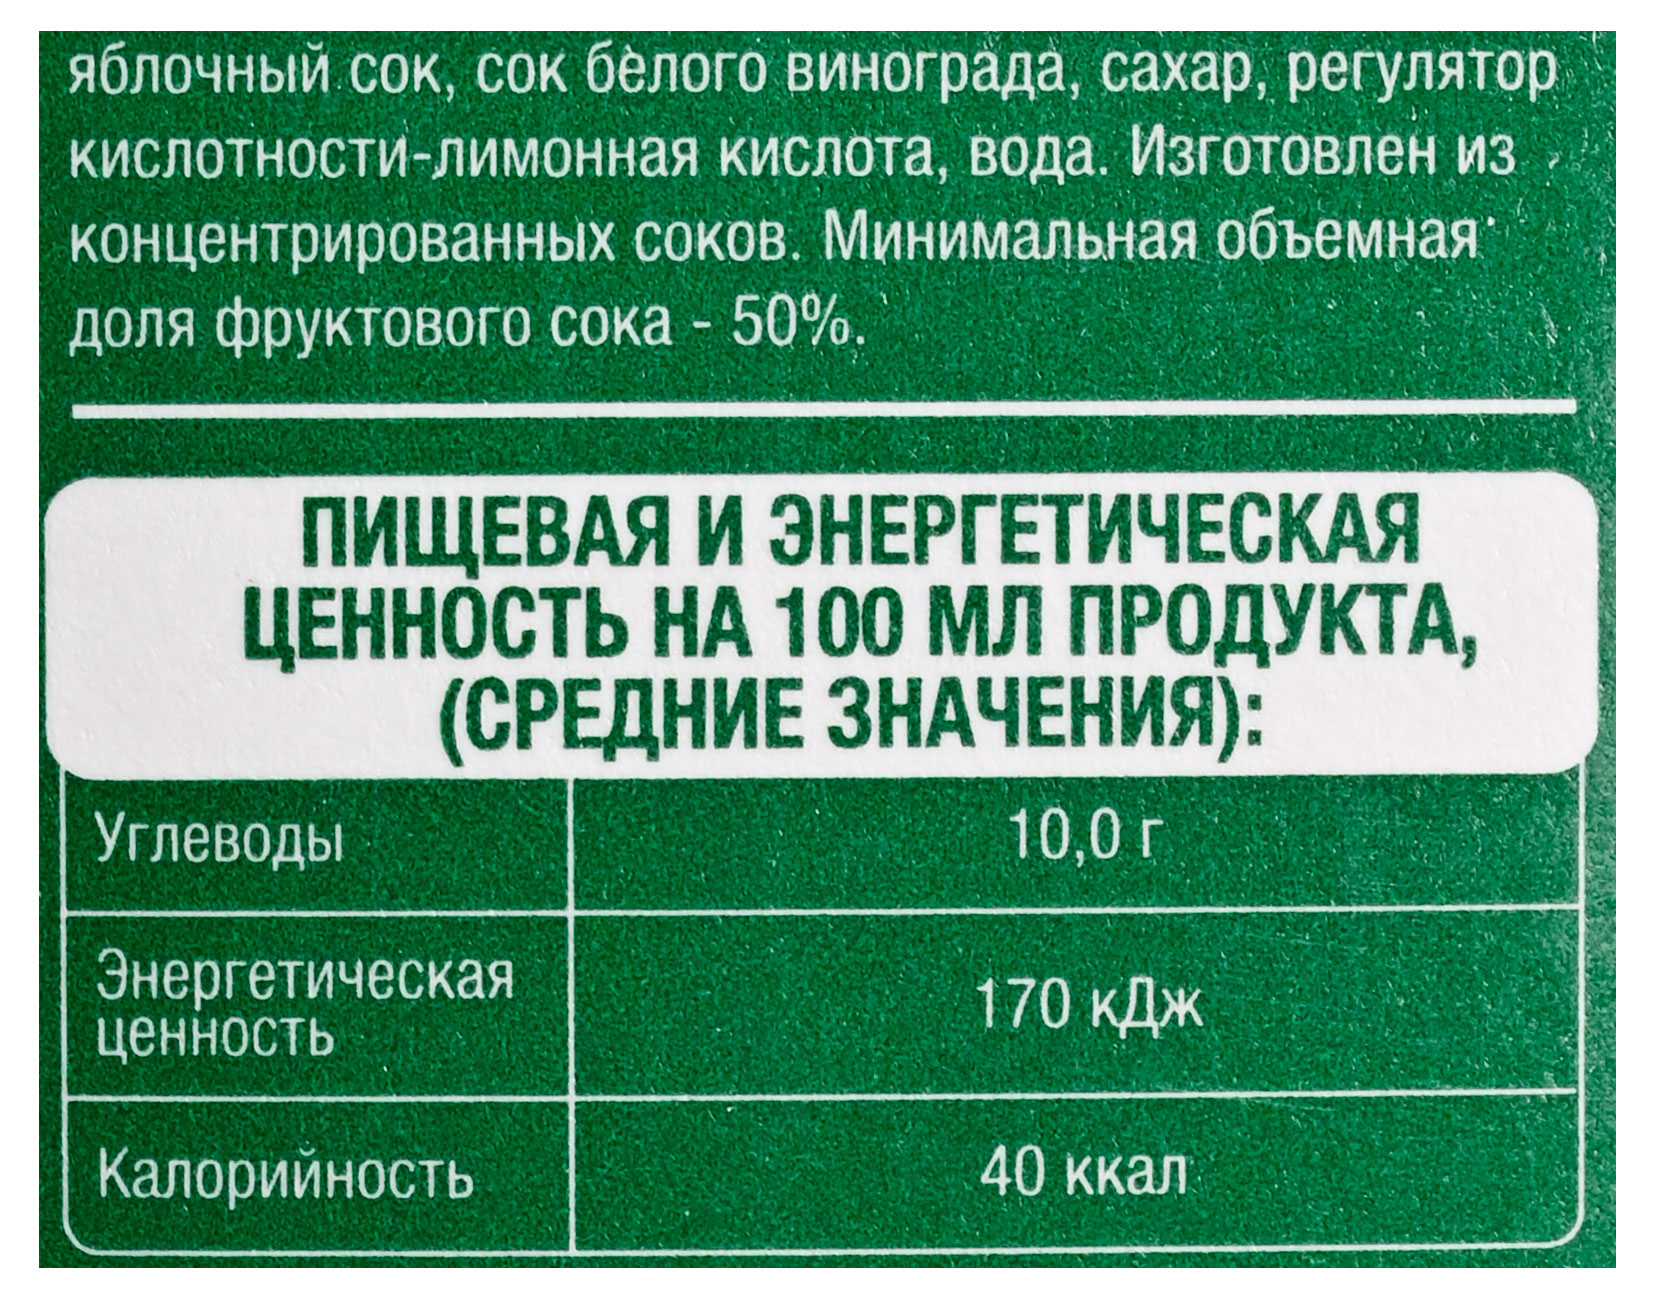 яблочный сок, сок белого винограда, сахар, регулятор
кислотности-лимонная кислота, вода. Изготовлен из
концентрированных соков. Минимальная объемная
доля фруктового сока - 50%.
ПИЩЕВАЯ И ЭНЕРГЕТИЧЕСКАЯ
ЦЕННОСТЬ НА 100 МЛ ПРОДУКТА,
(СРЕДНИЕ ЗНАЧЕНИЯ):
Углеводы 10,0 г
Энергетическая
ценность 170 кДж
Калорийность 40 ккал